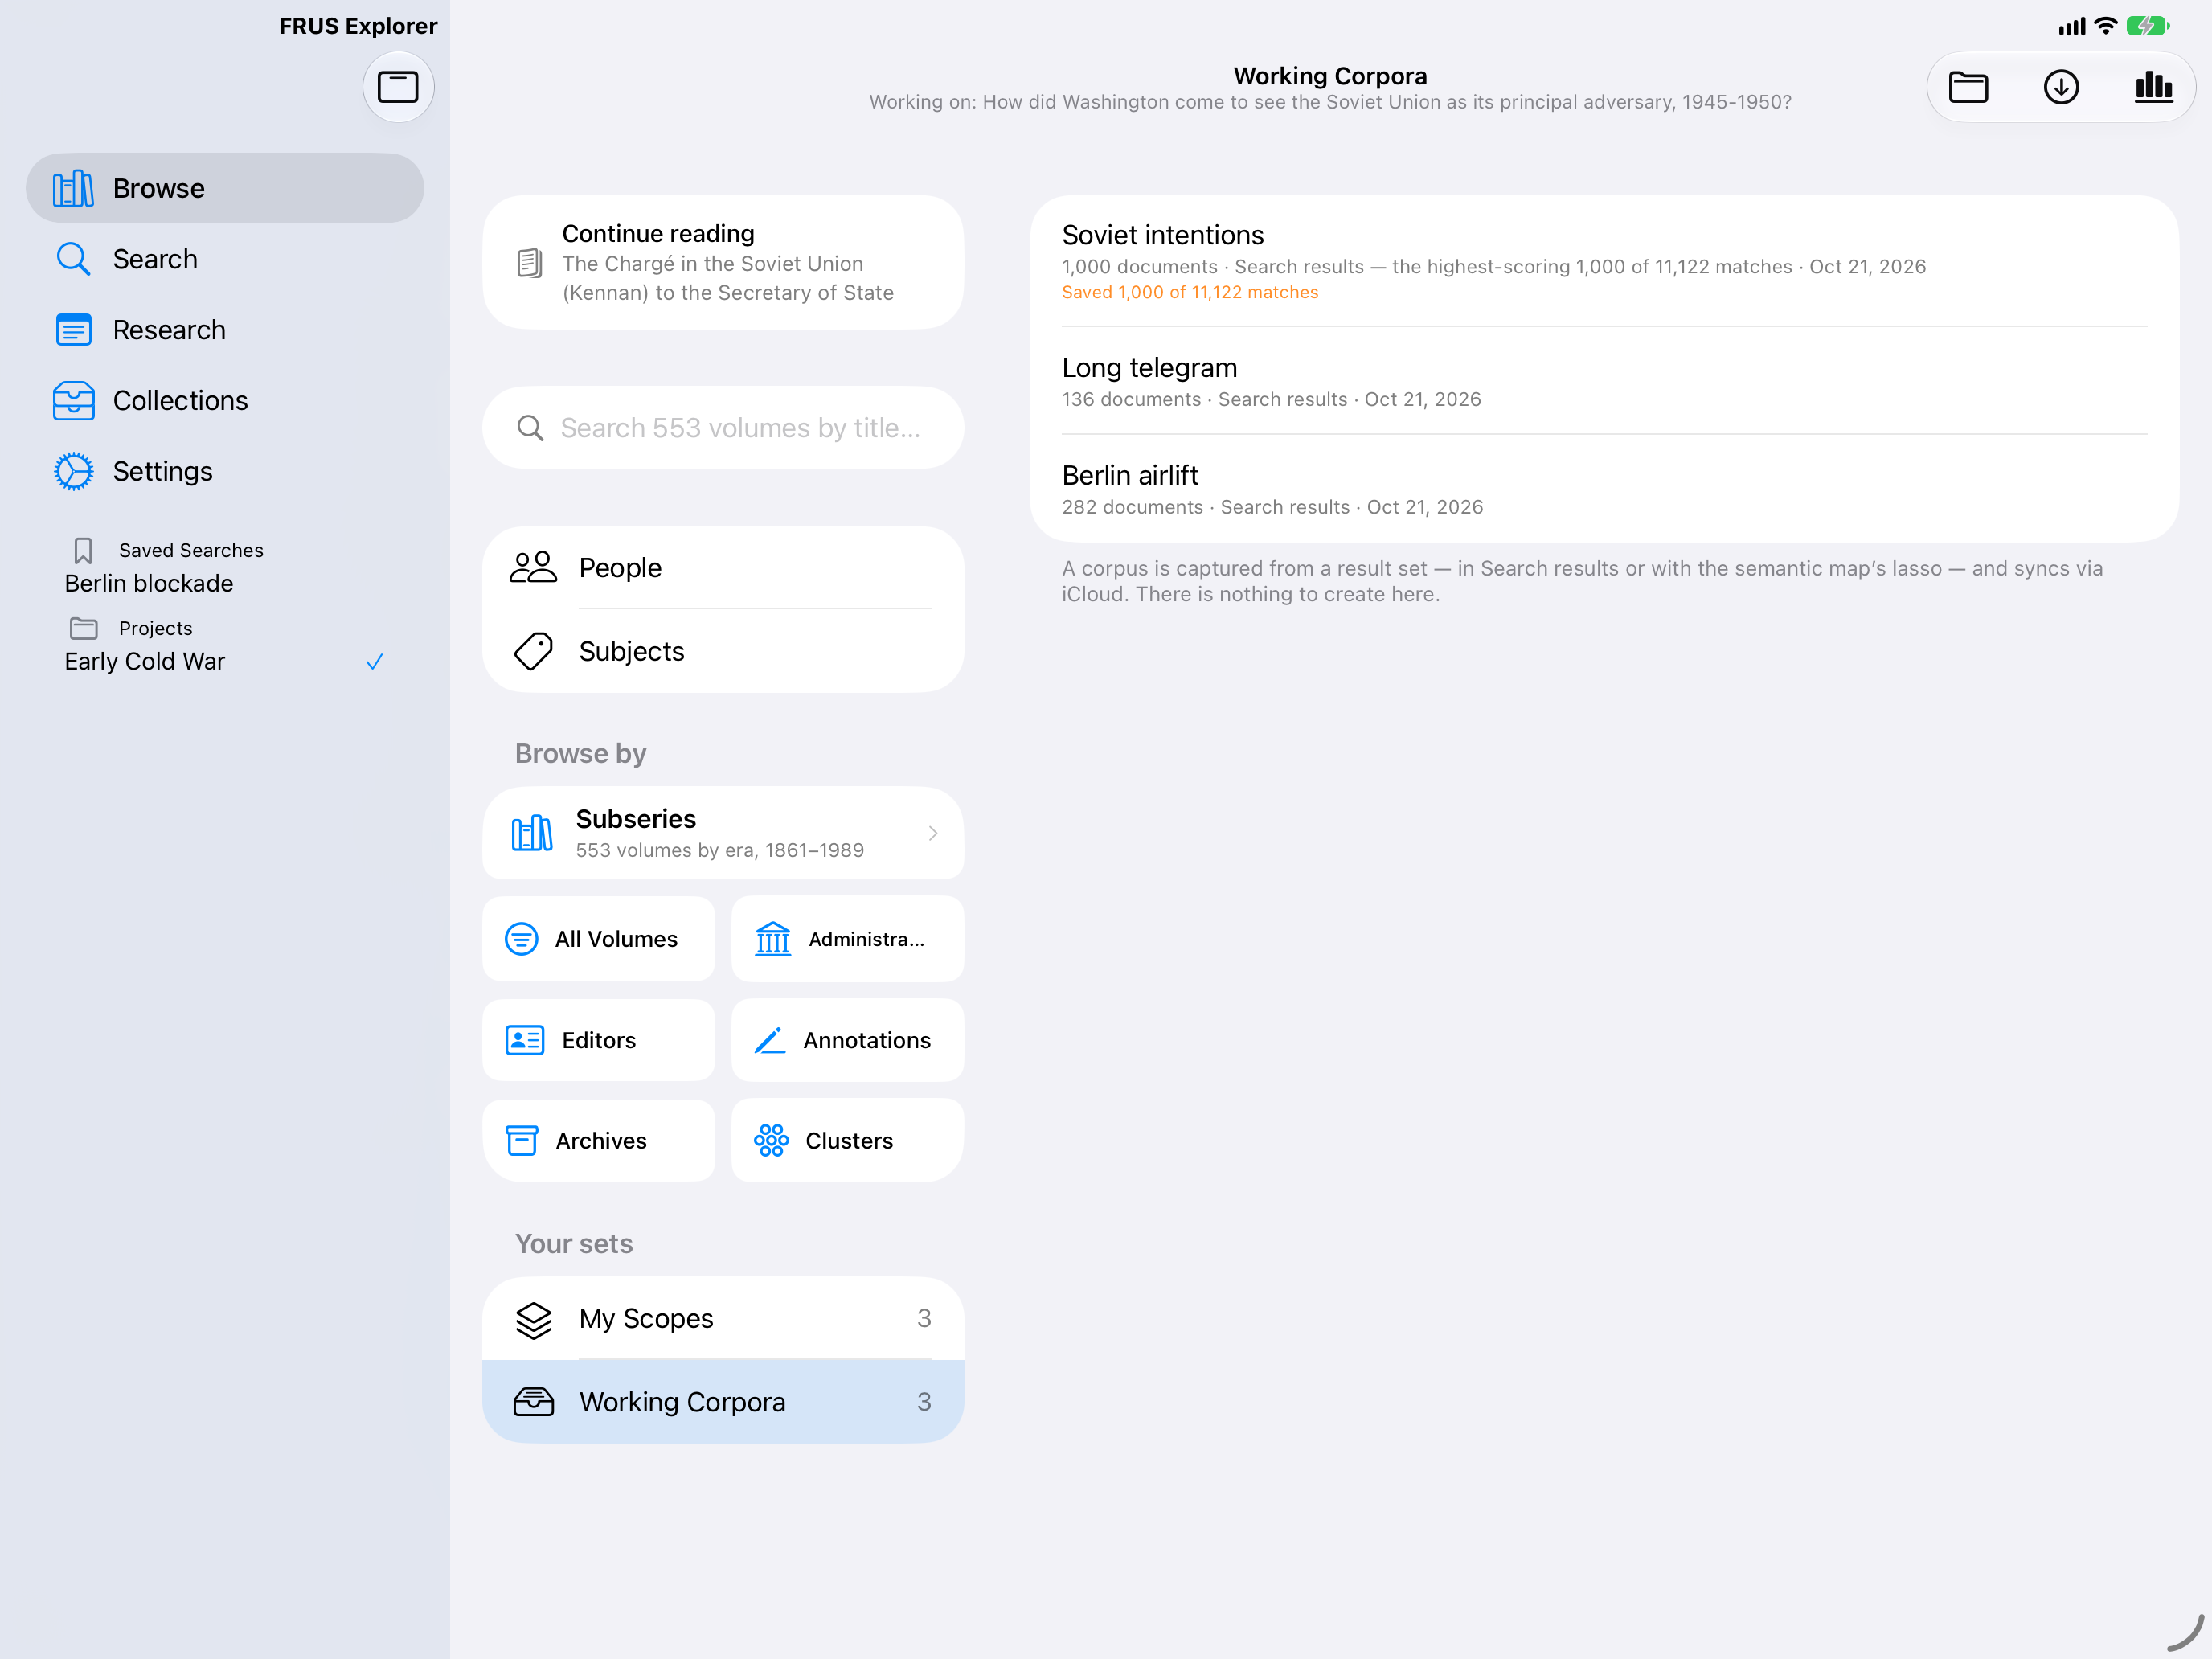 FRUS Explorer
Browse
Search
Research
Collections
Settings
Saved Searches
Berlin blockade
Projects
Early Cold War
Continue reading
The Chargé in the Soviet Union
(Kennan) to the Secretary of State
Search 553 volumes by title...
People
Subjects
Browse by
Subseries
553 volumes by era, 1861–1989
All Volumes
Administra...
Editors
Annotations
Archives
Clusters
Your sets
My Scopes 3
Working Corpora 3
Working Corpora
Working on: How did Washington come to see the Soviet Union as its principal adversary, 1945-1950?
Soviet intentions
1,000 documents · Search results — the highest-scoring 1,000 of 11,122 matches · Oct 21, 2026
Saved 1,000 of 11,122 matches
Long telegram
136 documents · Search results · Oct 21, 2026
Berlin airlift
282 documents · Search results · Oct 21, 2026
A corpus is captured from a result set — in Search results or with the semantic map’s lasso — and syncs via
iCloud. There is nothing to create here.